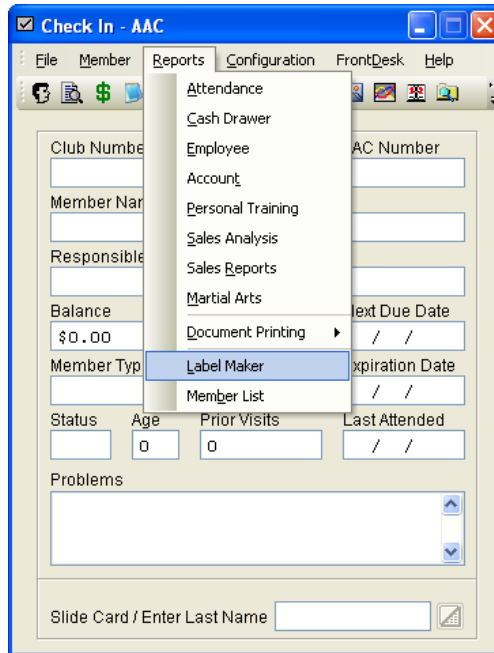 Check In - AAC
File Member Reports Configuration FrontDesk Help
Attendance
Cash Drawer
Employee
Account
Personal Training
Sales Analysis
Sales Reports
Martial Arts
Document Printing
Label Maker
Member List
Club Numbe AC Number
Member Nar
Responsible
Balance Next Due Date
$0.00 / /
Member Typ xpiration Date
/ /
Status Age Prior Visits Last Attended
0 0 / /
Problems
Slide Card / Enter Last Name